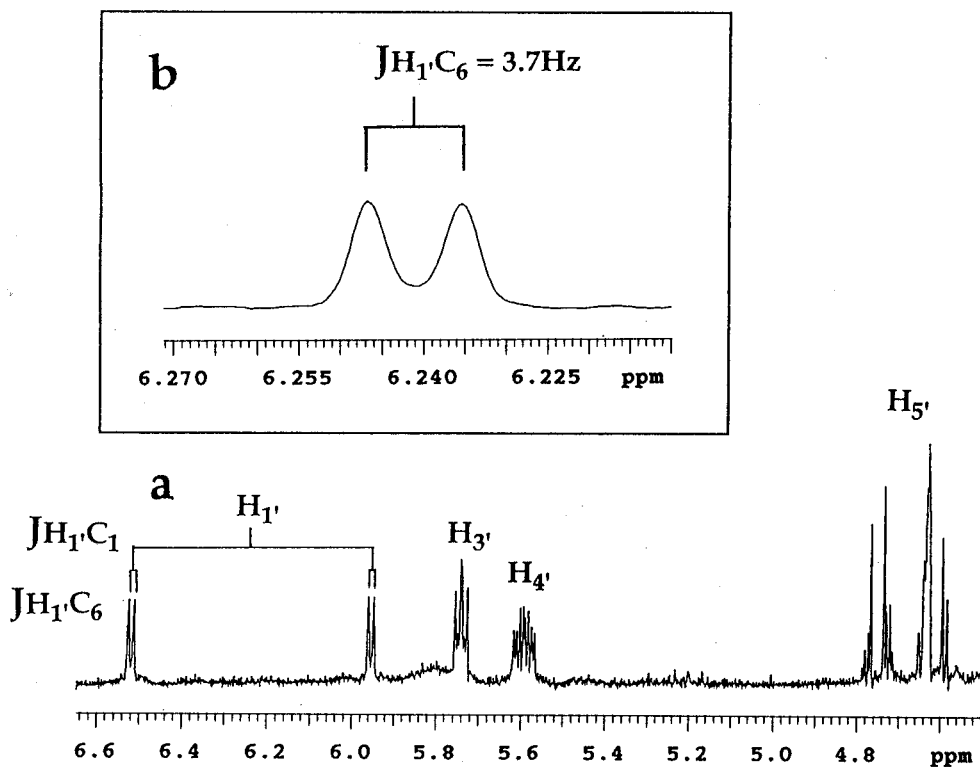 b
JH1'C6 = 3.7Hz
6.270 6.255 6.240 6.225 ppm
H5'
a
H1'
JH1'C1
H3'
H4'
JH1'C6
6.6 6.4 6.2 6.0 5.8 5.6 5.4 5.2 5.0 4.8 ppm